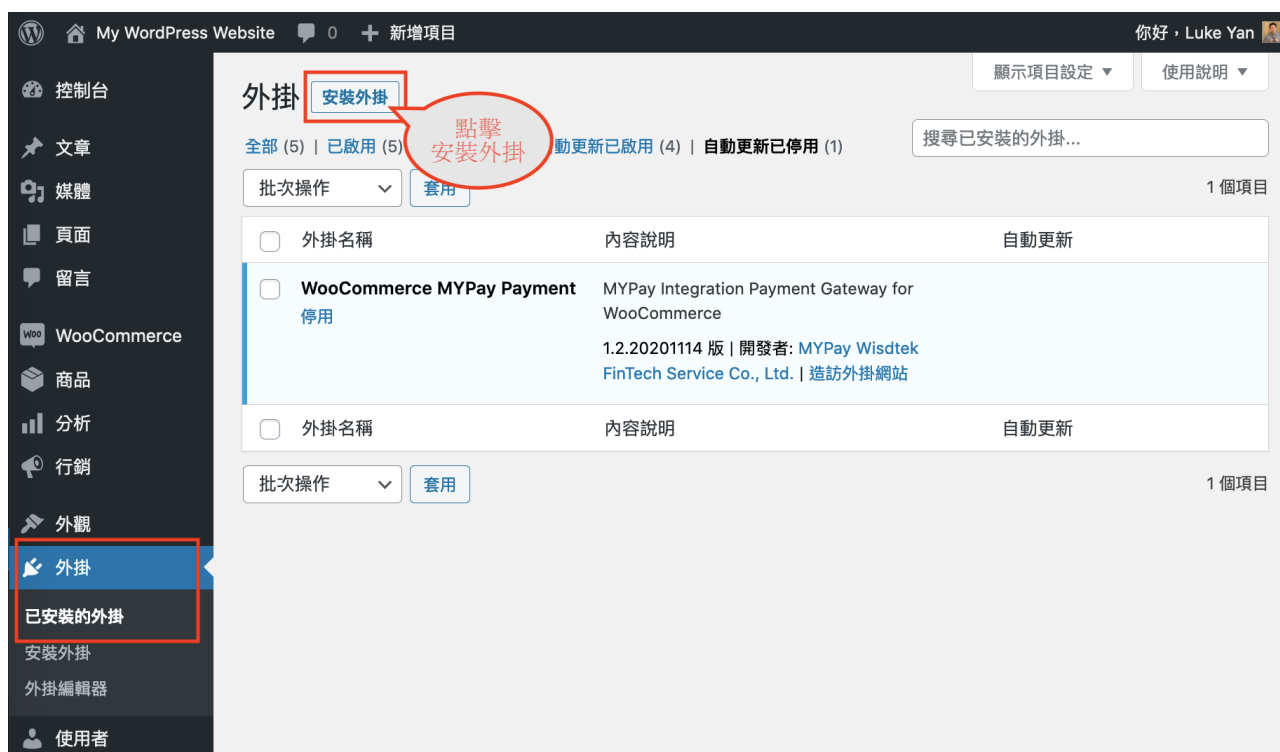 My WordPress Website 0 新增項目 你好，Luke Yan
控制台
文章
媒體
頁面
留言
WOO WooCommerce
商品
分析
行銷
外觀
外掛
已安裝的外掛
安裝外掛
外掛編輯器
使用者
顯示項目設定 ▼ 使用說明 ▼
外掛 安裝外掛
點擊
安裝外掛
全部 (5) | 已啟用 (5) 動更新已啟用 (4) | 自動更新已停用 (1)
搜尋已安裝的外掛...
批次操作 套用 1 個項目
外掛名稱 內容說明 自動更新
WooCommerce MYPay Payment
停用
MYPay Integration Payment Gateway for
WooCommerce
1.2.20201114 版 | 開發者: MYPay Wisdtek
FinTech Service Co., Ltd. | 造訪外掛網站
外掛名稱 內容說明 自動更新
批次操作 套用 1 個項目